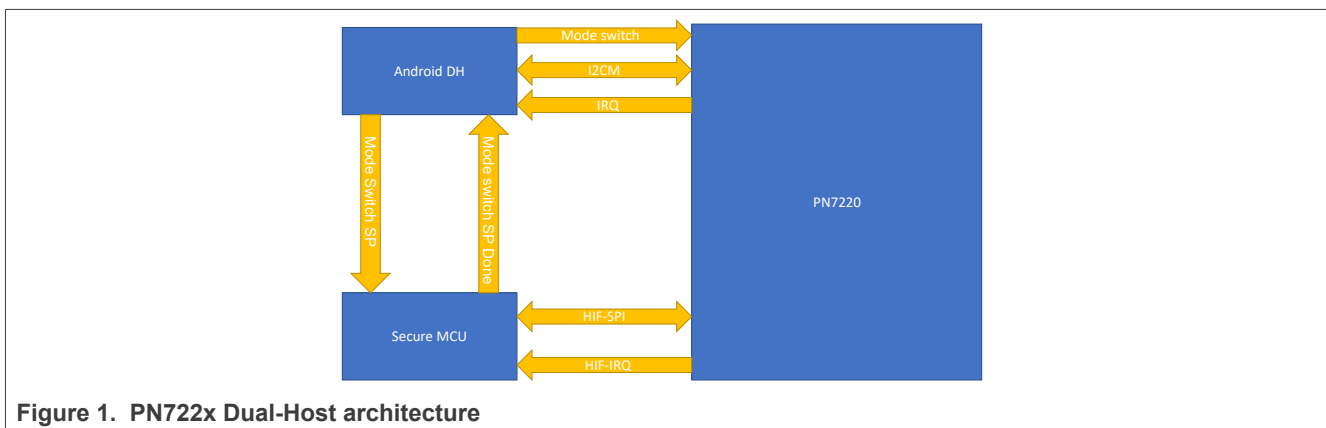 Mode switch
Android DH
I2CM
IRQ
Mode Switch SP
Mode switch SP Done
PN7220
HIF-SPI
Secure MCU
HIF-IRQ
Figure 1. PN722x Dual-Host architecture